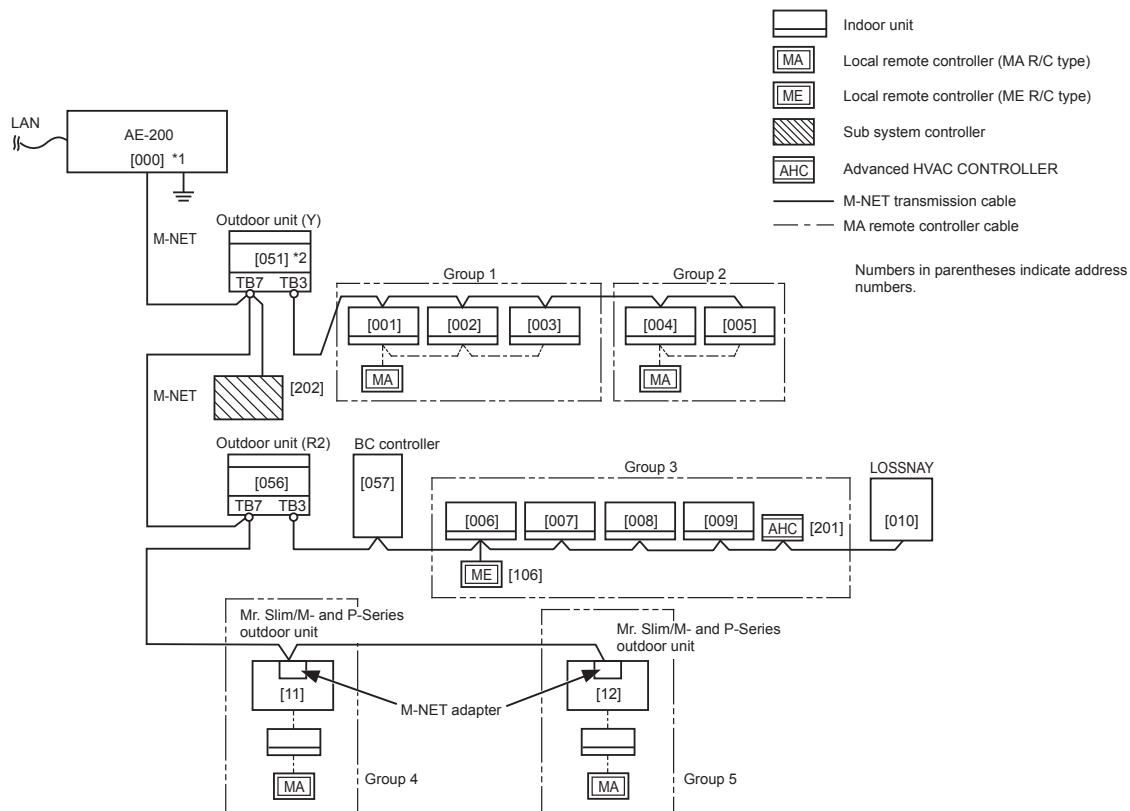 Indoor unit
MA
Local remote controller (MA R/C type)
ME
Local remote controller (ME R/C type)
Sub system controller
AHC
Advanced HVAC CONTROLLER
M-NET transmission cable
MA remote controller cable
Numbers in parentheses indicate address
numbers.
LAN
AE-200
[000] *1
M-NET
Outdoor unit (Y)
[051] *2
TB7 TB3
Group 1
[001]
[002]
[003]
MA
Group 2
[004]
[005]
MA
M-NET
[202]
Outdoor unit (R2)
[056]
TB7 TB3
BC controller
[057]
Group 3
[006]
[007]
[008]
[009]
AHC
[201]
ME
[106]
LOSSNAY
[010]
Mr. Slim/M- and P-Series
outdoor unit
[11]
M-NET adapter
MA
Group 4
Mr. Slim/M- and P-Series
outdoor unit
[12]
MA
Group 5